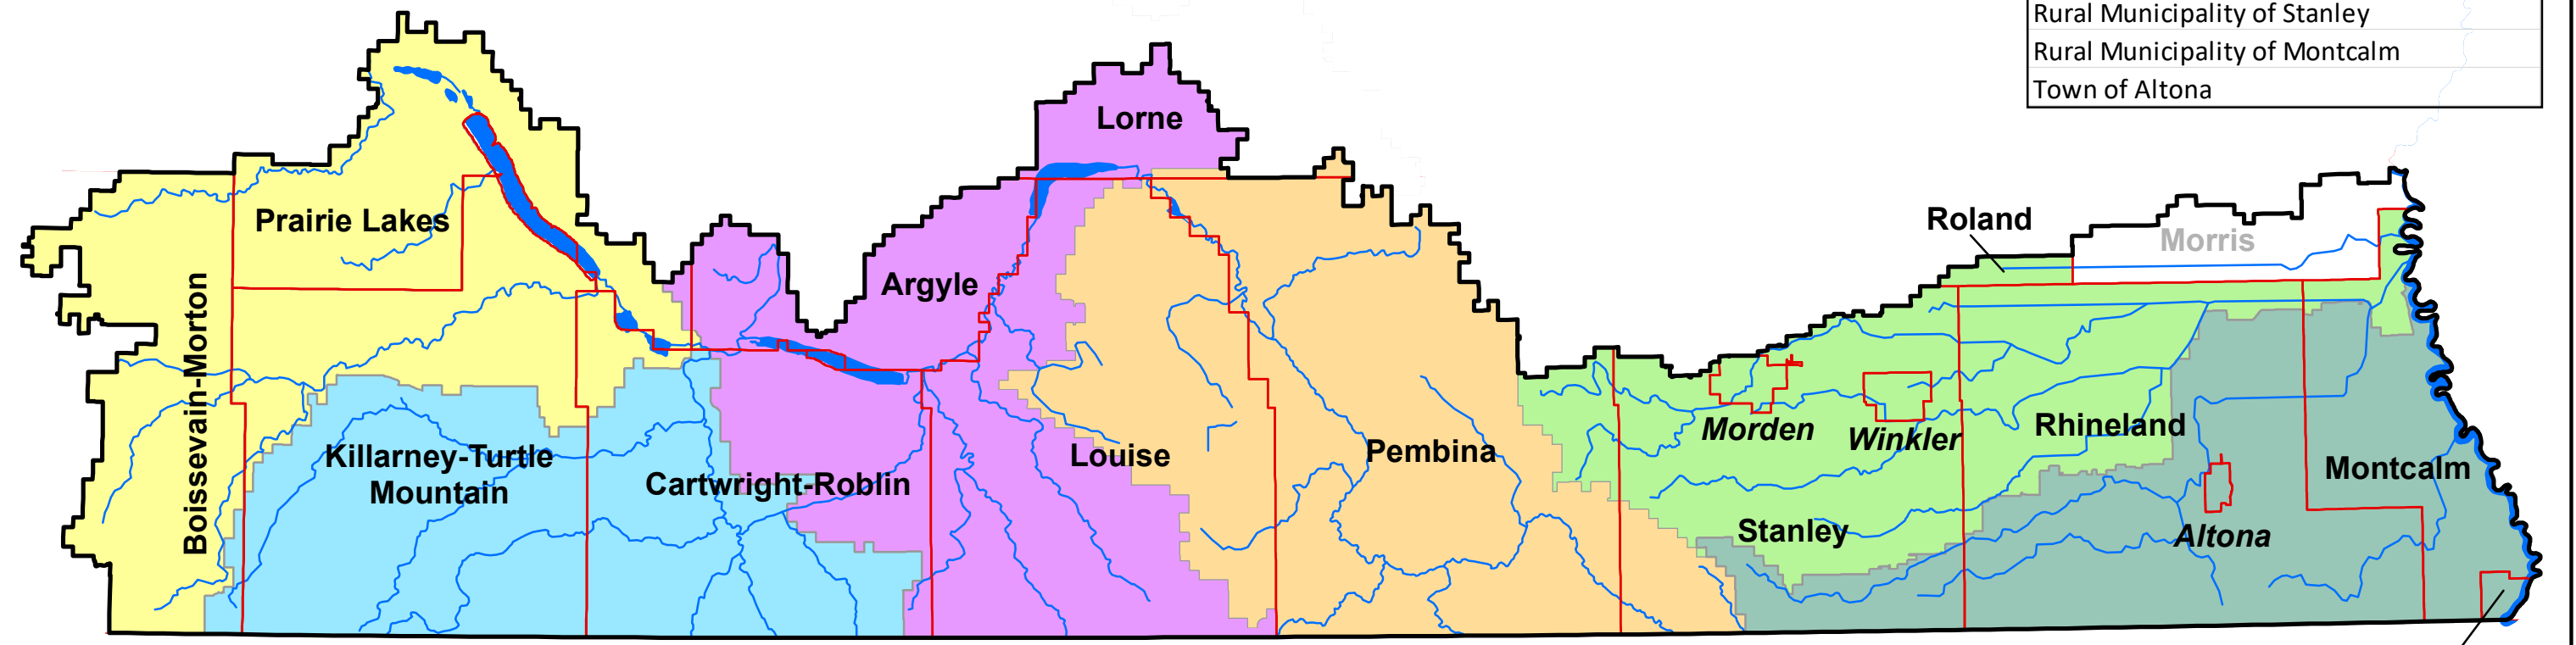 Rural Municipality of Stanley
Rural Municipality of Montcalm
Town of Altona
Lorne
Prairie Lakes
Roland
Morris
Argyle
Boissevain-Morton
Killarney-Turtle
Mountain
Cartwright-Roblin
Louise
Pembina
Morden
Winkler
Rhineland
Montcalm
Stanley
Altona